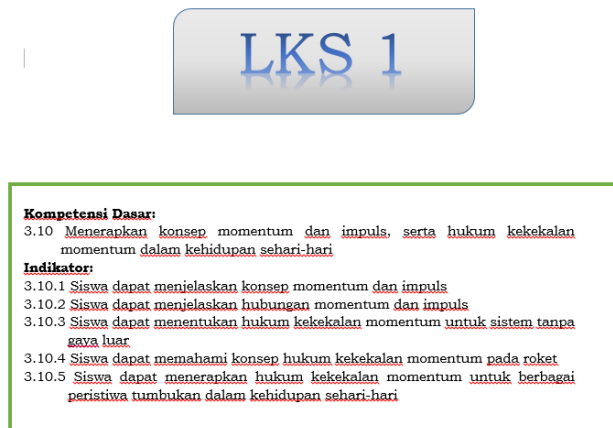 LKS 1
Kompetensi Dasar:
3.10 Menerapkan konsep momentum dan impuls, serta hukum kekekalan
momentum dalam kehidupan sehari-hari
Indikator:
3.10.1 Siswa dapat menjelaskan konsep momentum dan impuls
3.10.2 Siswa dapat menjelaskan hubungan momentum dan impuls
3.10.3 Siswa dapat menentukan hukum kekekalan momentum untuk sistem tanpa
gaya luar
3.10.4 Siswa dapat memahami konsep hukum kekekalan momentum pada roket
3.10.5 Siswa dapat menerapkan hukum kekekalan momentum untuk berbagai
peristiwa tumbukan dalam kehidupan sehari-hari